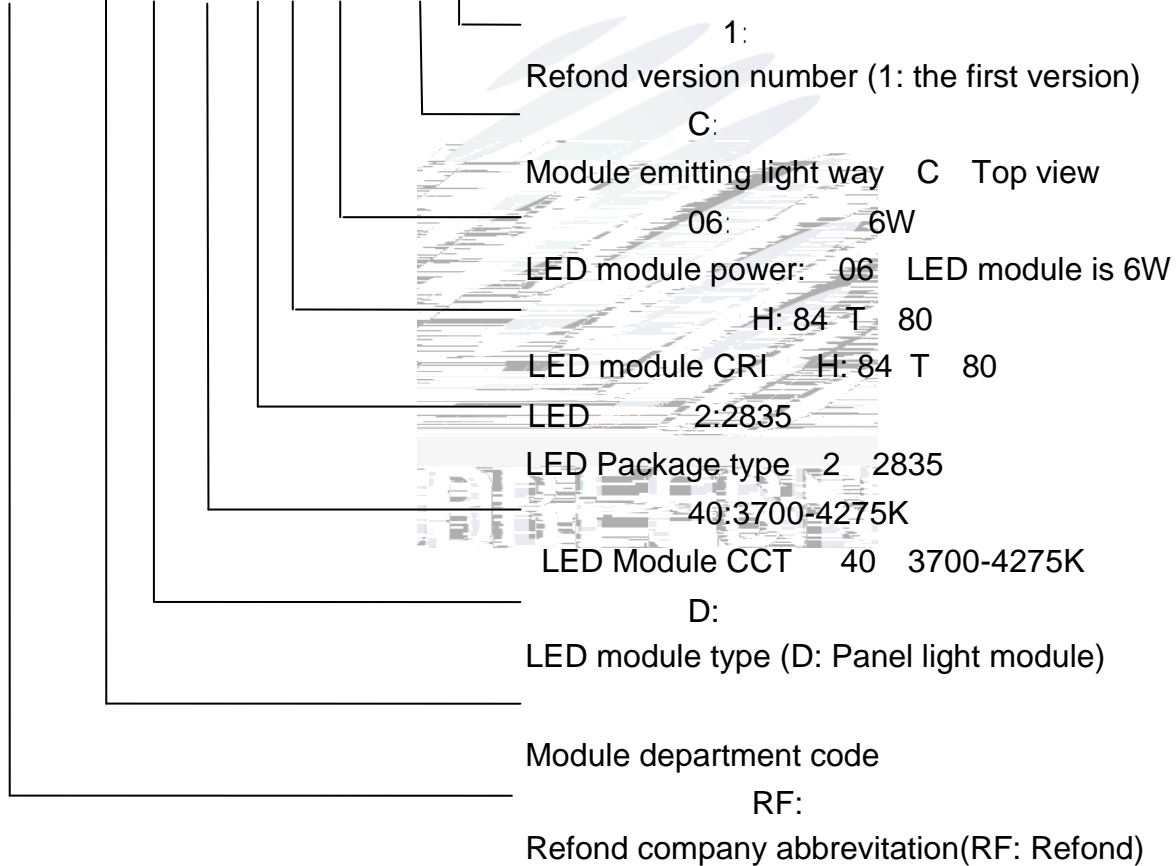 1:
Refond version number (1: the first version)
C:
Module emitting light way C Top view
06: 6W
LED module power: 06 LED module is 6W
H: 84 T 80
LED module CRI H: 84 T 80
LED 2:2835
LED Package type 2 2835
40:3700-4275K
LED Module CCT 40 3700-4275K
D:
LED module type (D: Panel light module)
Module department code
RF:
Refond company abbrevitation(RF: Refond)